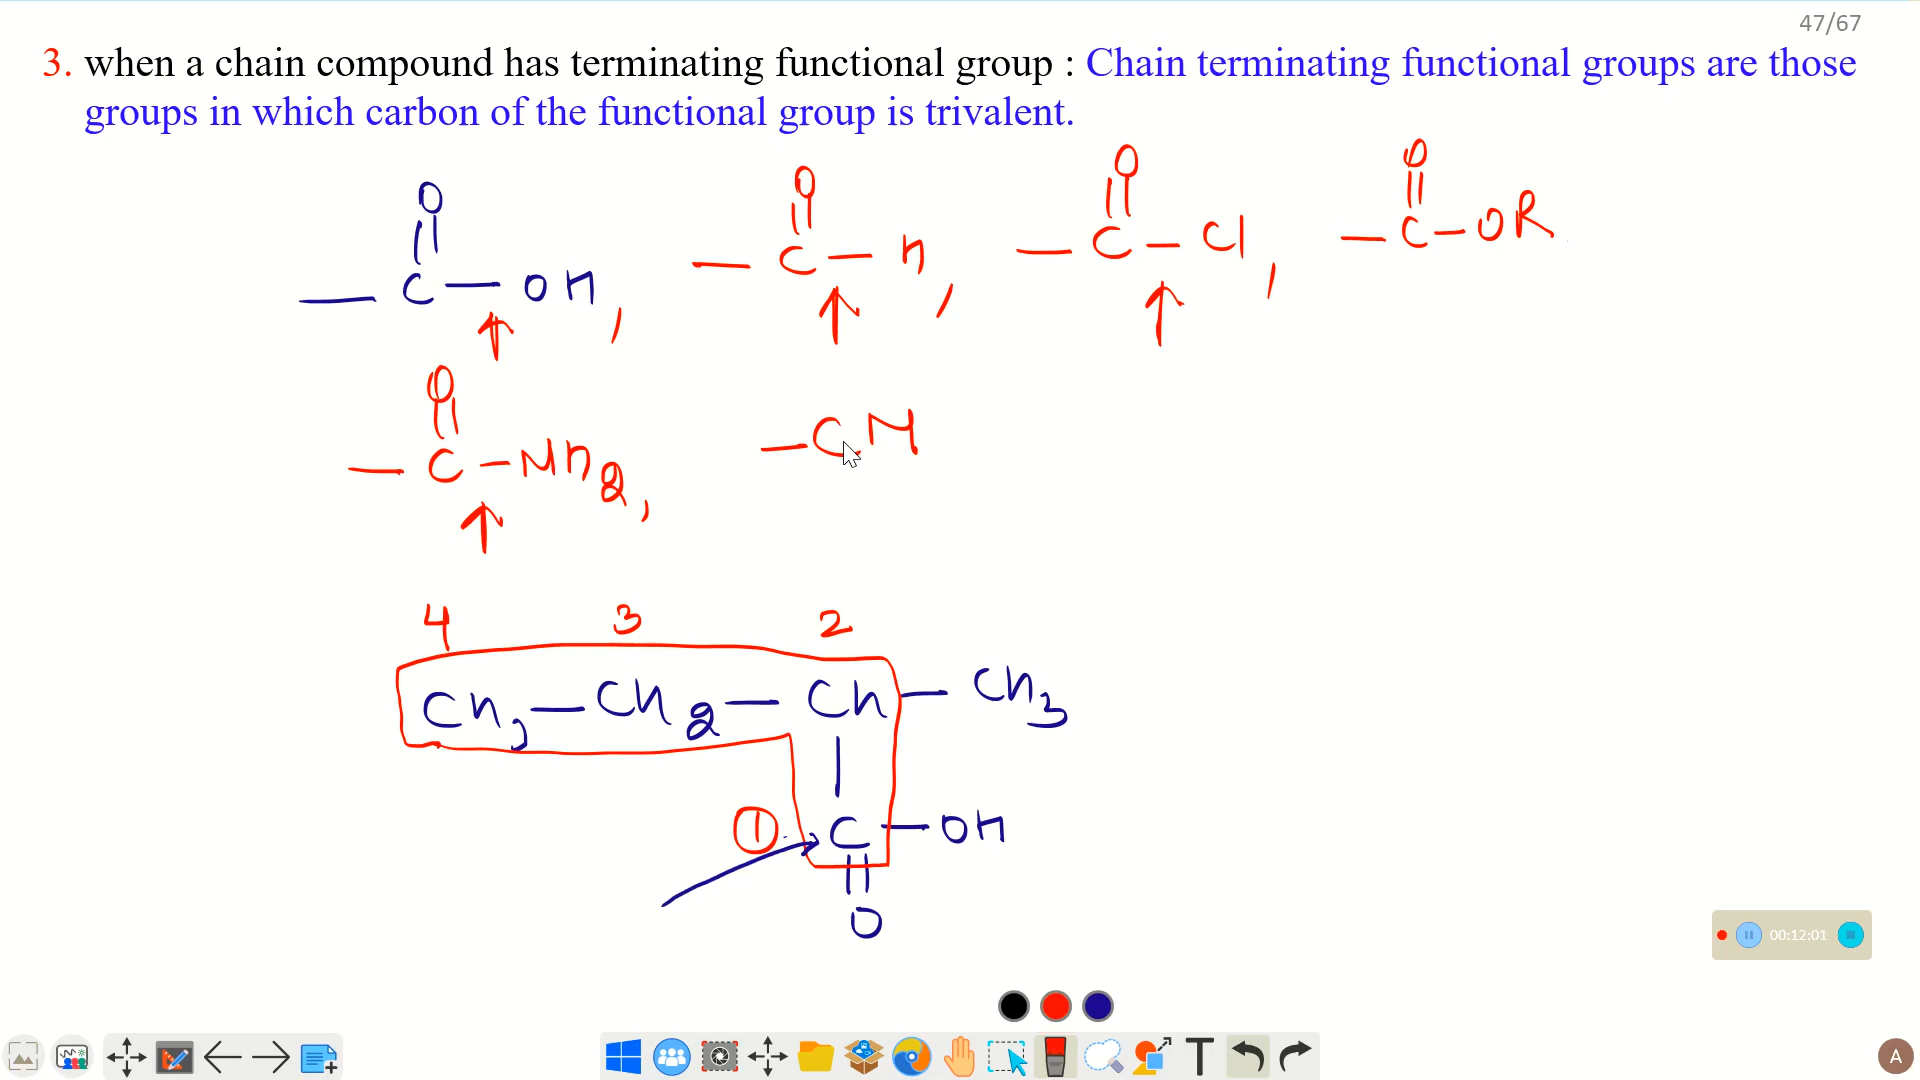 47/67
3. when a chain compound has terminating functional group : Chain terminating functional groups are those
groups in which carbon of the functional group is trivalent.
O O O O
— C — OH, — C — H, — C — Cl, — C — OR
O
— C — NH2, — CN
4 3 2
CH3 — CH2 — CH — CH3
① C — OH
O
00:12:01
T
A